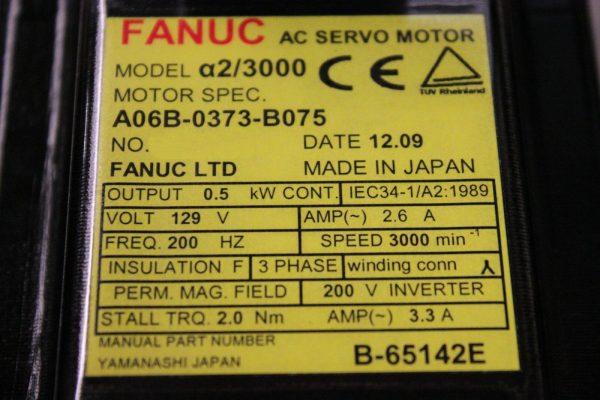 FANUC AC SERVO MOTOR
MODEL α2/3000 CE
TÜV Rheinland
MOTOR SPEC.
A06B-0373-B075
NO. DATE 12.09
FANUC LTD MADE IN JAPAN
OUTPUT 0.5 kW CONT. IEC34-1/A2:1989
VOLT 129 V AMP(~) 2.6 A
FREQ. 200 HZ SPEED 3000 min⁻¹
INSULATION F 3 PHASE winding conn ⅄
PERM. MAG. FIELD 200 V INVERTER
STALL TRQ. 2.0 Nm AMP(~) 3.3 A
MANUAL PART NUMBER
YAMANASHI JAPAN B-65142E